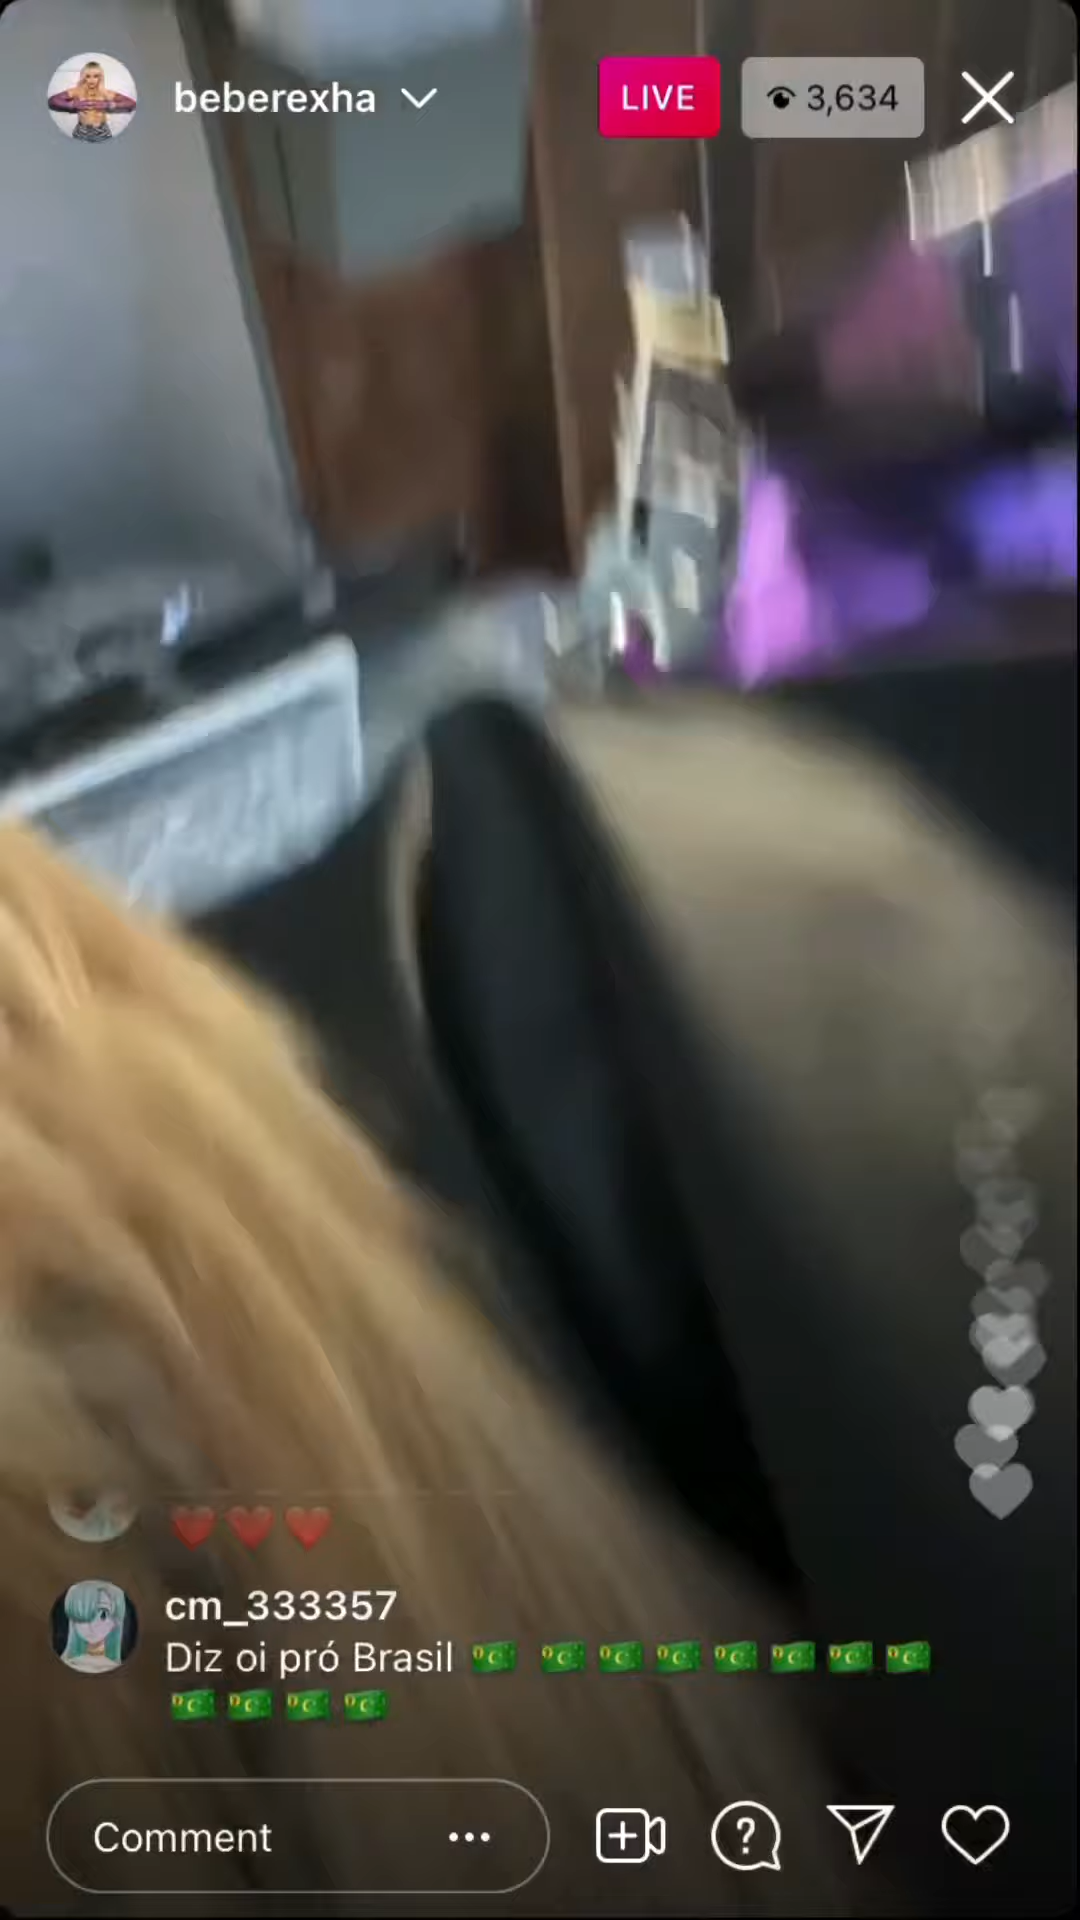 beberexha
LIVE
3,634
cm_333357
Diz oi pró Brasil
Comment